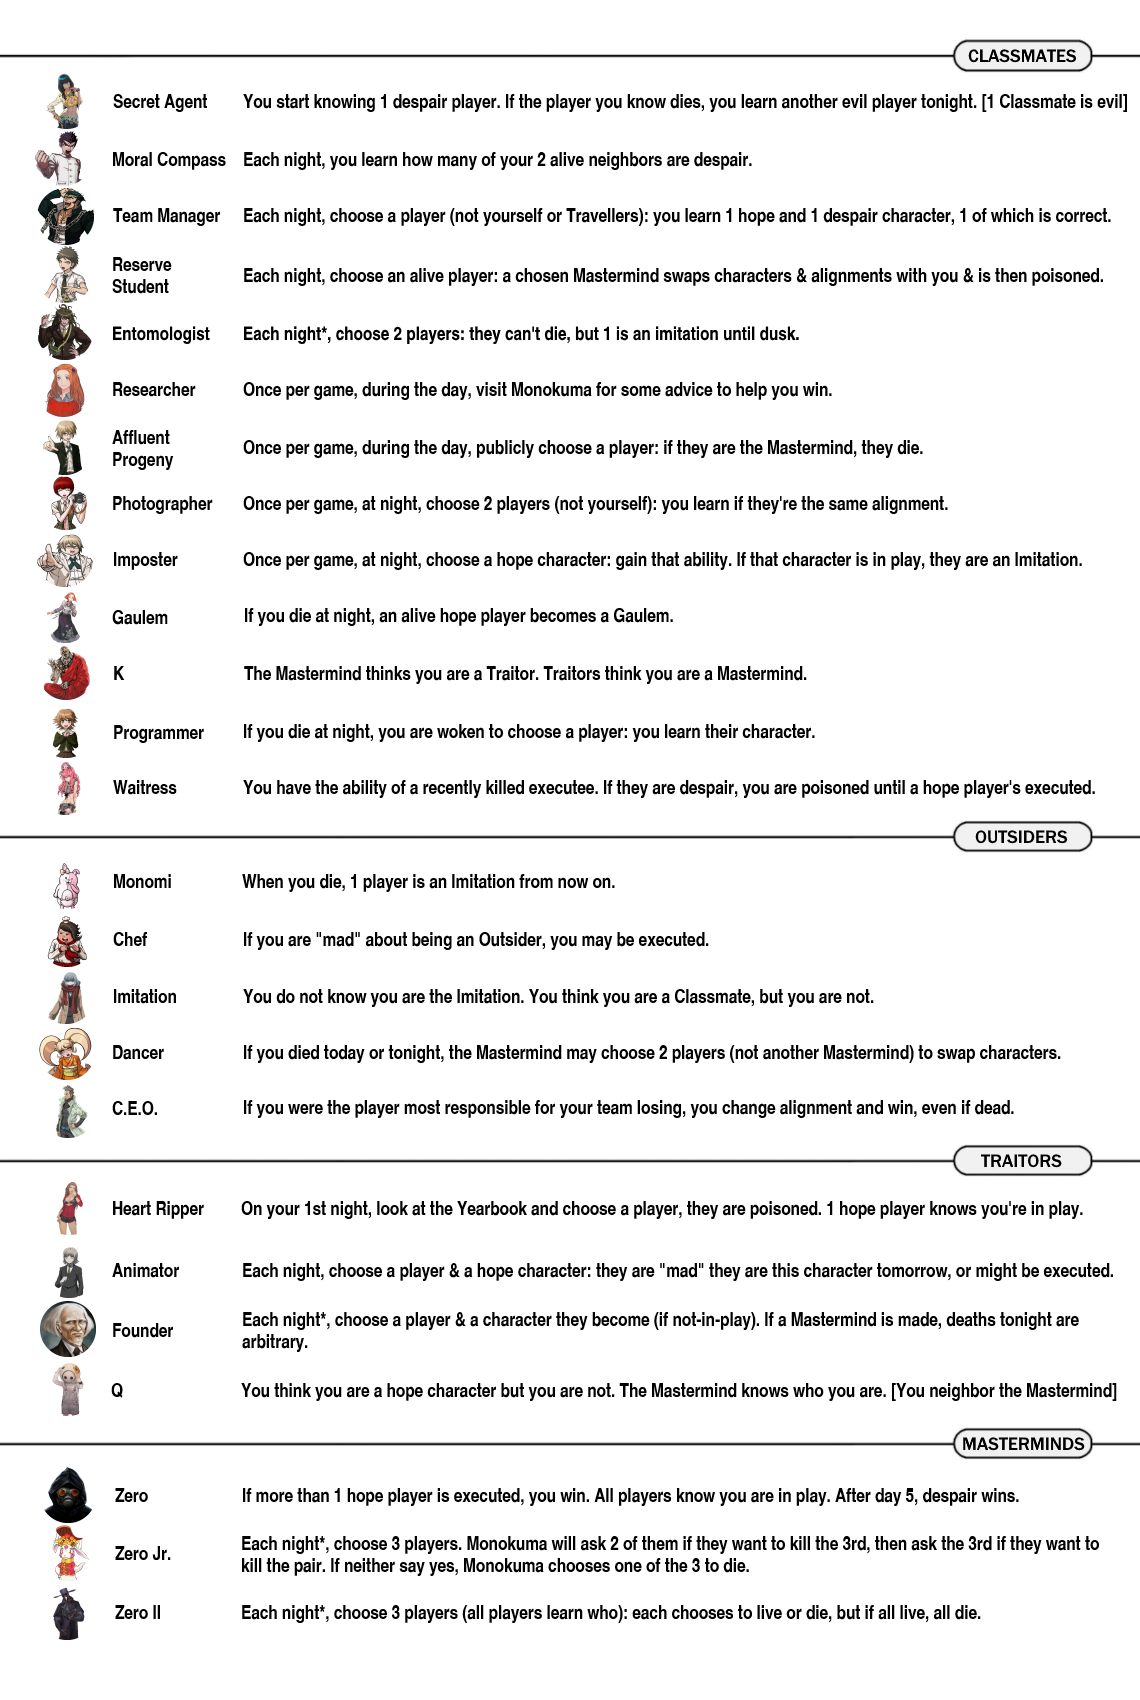 CLASSMATES
Secret Agent You start knowing 1 despair player. If the player you know dies, you learn another evil player tonight. [1 Classmate is evil]
Moral Compass Each night, you learn how many of your 2 alive neighbors are despair.
Team Manager Each night, choose a player (not yourself or Travellers): you learn 1 hope and 1 despair character, 1 of which is correct.
Reserve
Student
Each night, choose an alive player: a chosen Mastermind swaps characters & alignments with you & is then poisoned.
Entomologist Each night*, choose 2 players: they can't die, but 1 is an imitation until dusk.
Researcher Once per game, during the day, visit Monokuma for some advice to help you win.
Affluent
Progeny
Once per game, during the day, publicly choose a player: if they are the Mastermind, they die.
Photographer Once per game, at night, choose 2 players (not yourself): you learn if they're the same alignment.
Imposter Once per game, at night, choose a hope character: gain that ability. If that character is in play, they are an Imitation.
Gaulem If you die at night, an alive hope player becomes a Gaulem.
K The Mastermind thinks you are a Traitor. Traitors think you are a Mastermind.
Programmer If you die at night, you are woken to choose a player: you learn their character.
Waitress You have the ability of a recently killed executee. If they are despair, you are poisoned until a hope player's executed.
OUTSIDERS
Monomi When you die, 1 player is an Imitation from now on.
Chef If you are "mad" about being an Outsider, you may be executed.
Imitation You do not know you are the Imitation. You think you are a Classmate, but you are not.
Dancer If you died today or tonight, the Mastermind may choose 2 players (not another Mastermind) to swap characters.
C.E.O. If you were the player most responsible for your team losing, you change alignment and win, even if dead.
TRAITORS
Heart Ripper On your 1st night, look at the Yearbook and choose a player, they are poisoned. 1 hope player knows you're in play.
Animator Each night, choose a player & a hope character: they are "mad" they are this character tomorrow, or might be executed.
Founder Each night*, choose a player & a character they become (if not-in-play). If a Mastermind is made, deaths tonight are
arbitrary.
Q You think you are a hope character but you are not. The Mastermind knows who you are. [You neighbor the Mastermind]
MASTERMINDS
Zero If more than 1 hope player is executed, you win. All players know you are in play. After day 5, despair wins.
Zero Jr. Each night*, choose 3 players. Monokuma will ask 2 of them if they want to kill the 3rd, then ask the 3rd if they want to
kill the pair. If neither say yes, Monokuma chooses one of the 3 to die.
Zero II Each night*, choose 3 players (all players learn who): each chooses to live or die, but if all live, all die.